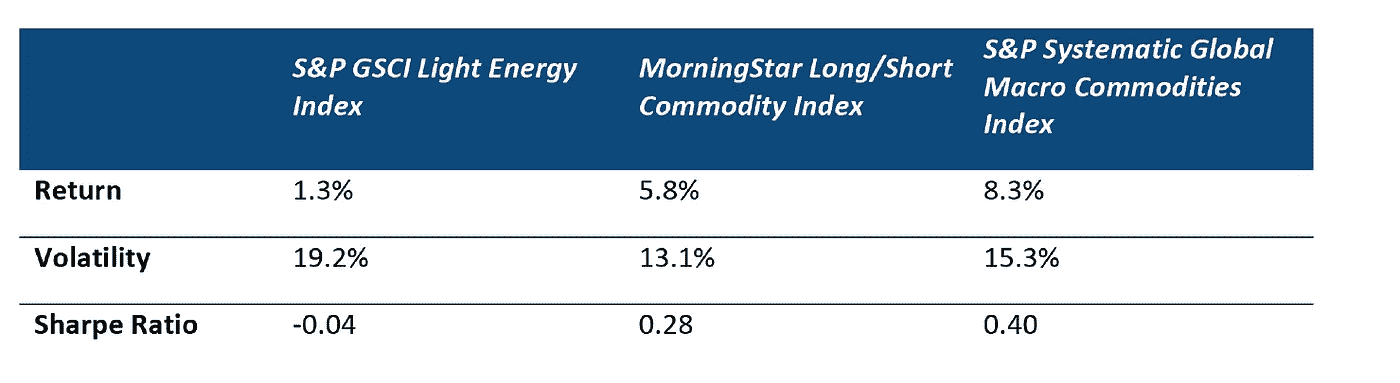 S&P GSCI Light Energy
Index
MorningStar Long/Short
Commodity Index
S&P Systematic Global
Macro Commodities
Index
Return 1.3% 5.8% 8.3%
Volatility 19.2% 13.1% 15.3%
Sharpe Ratio -0.04 0.28 0.40